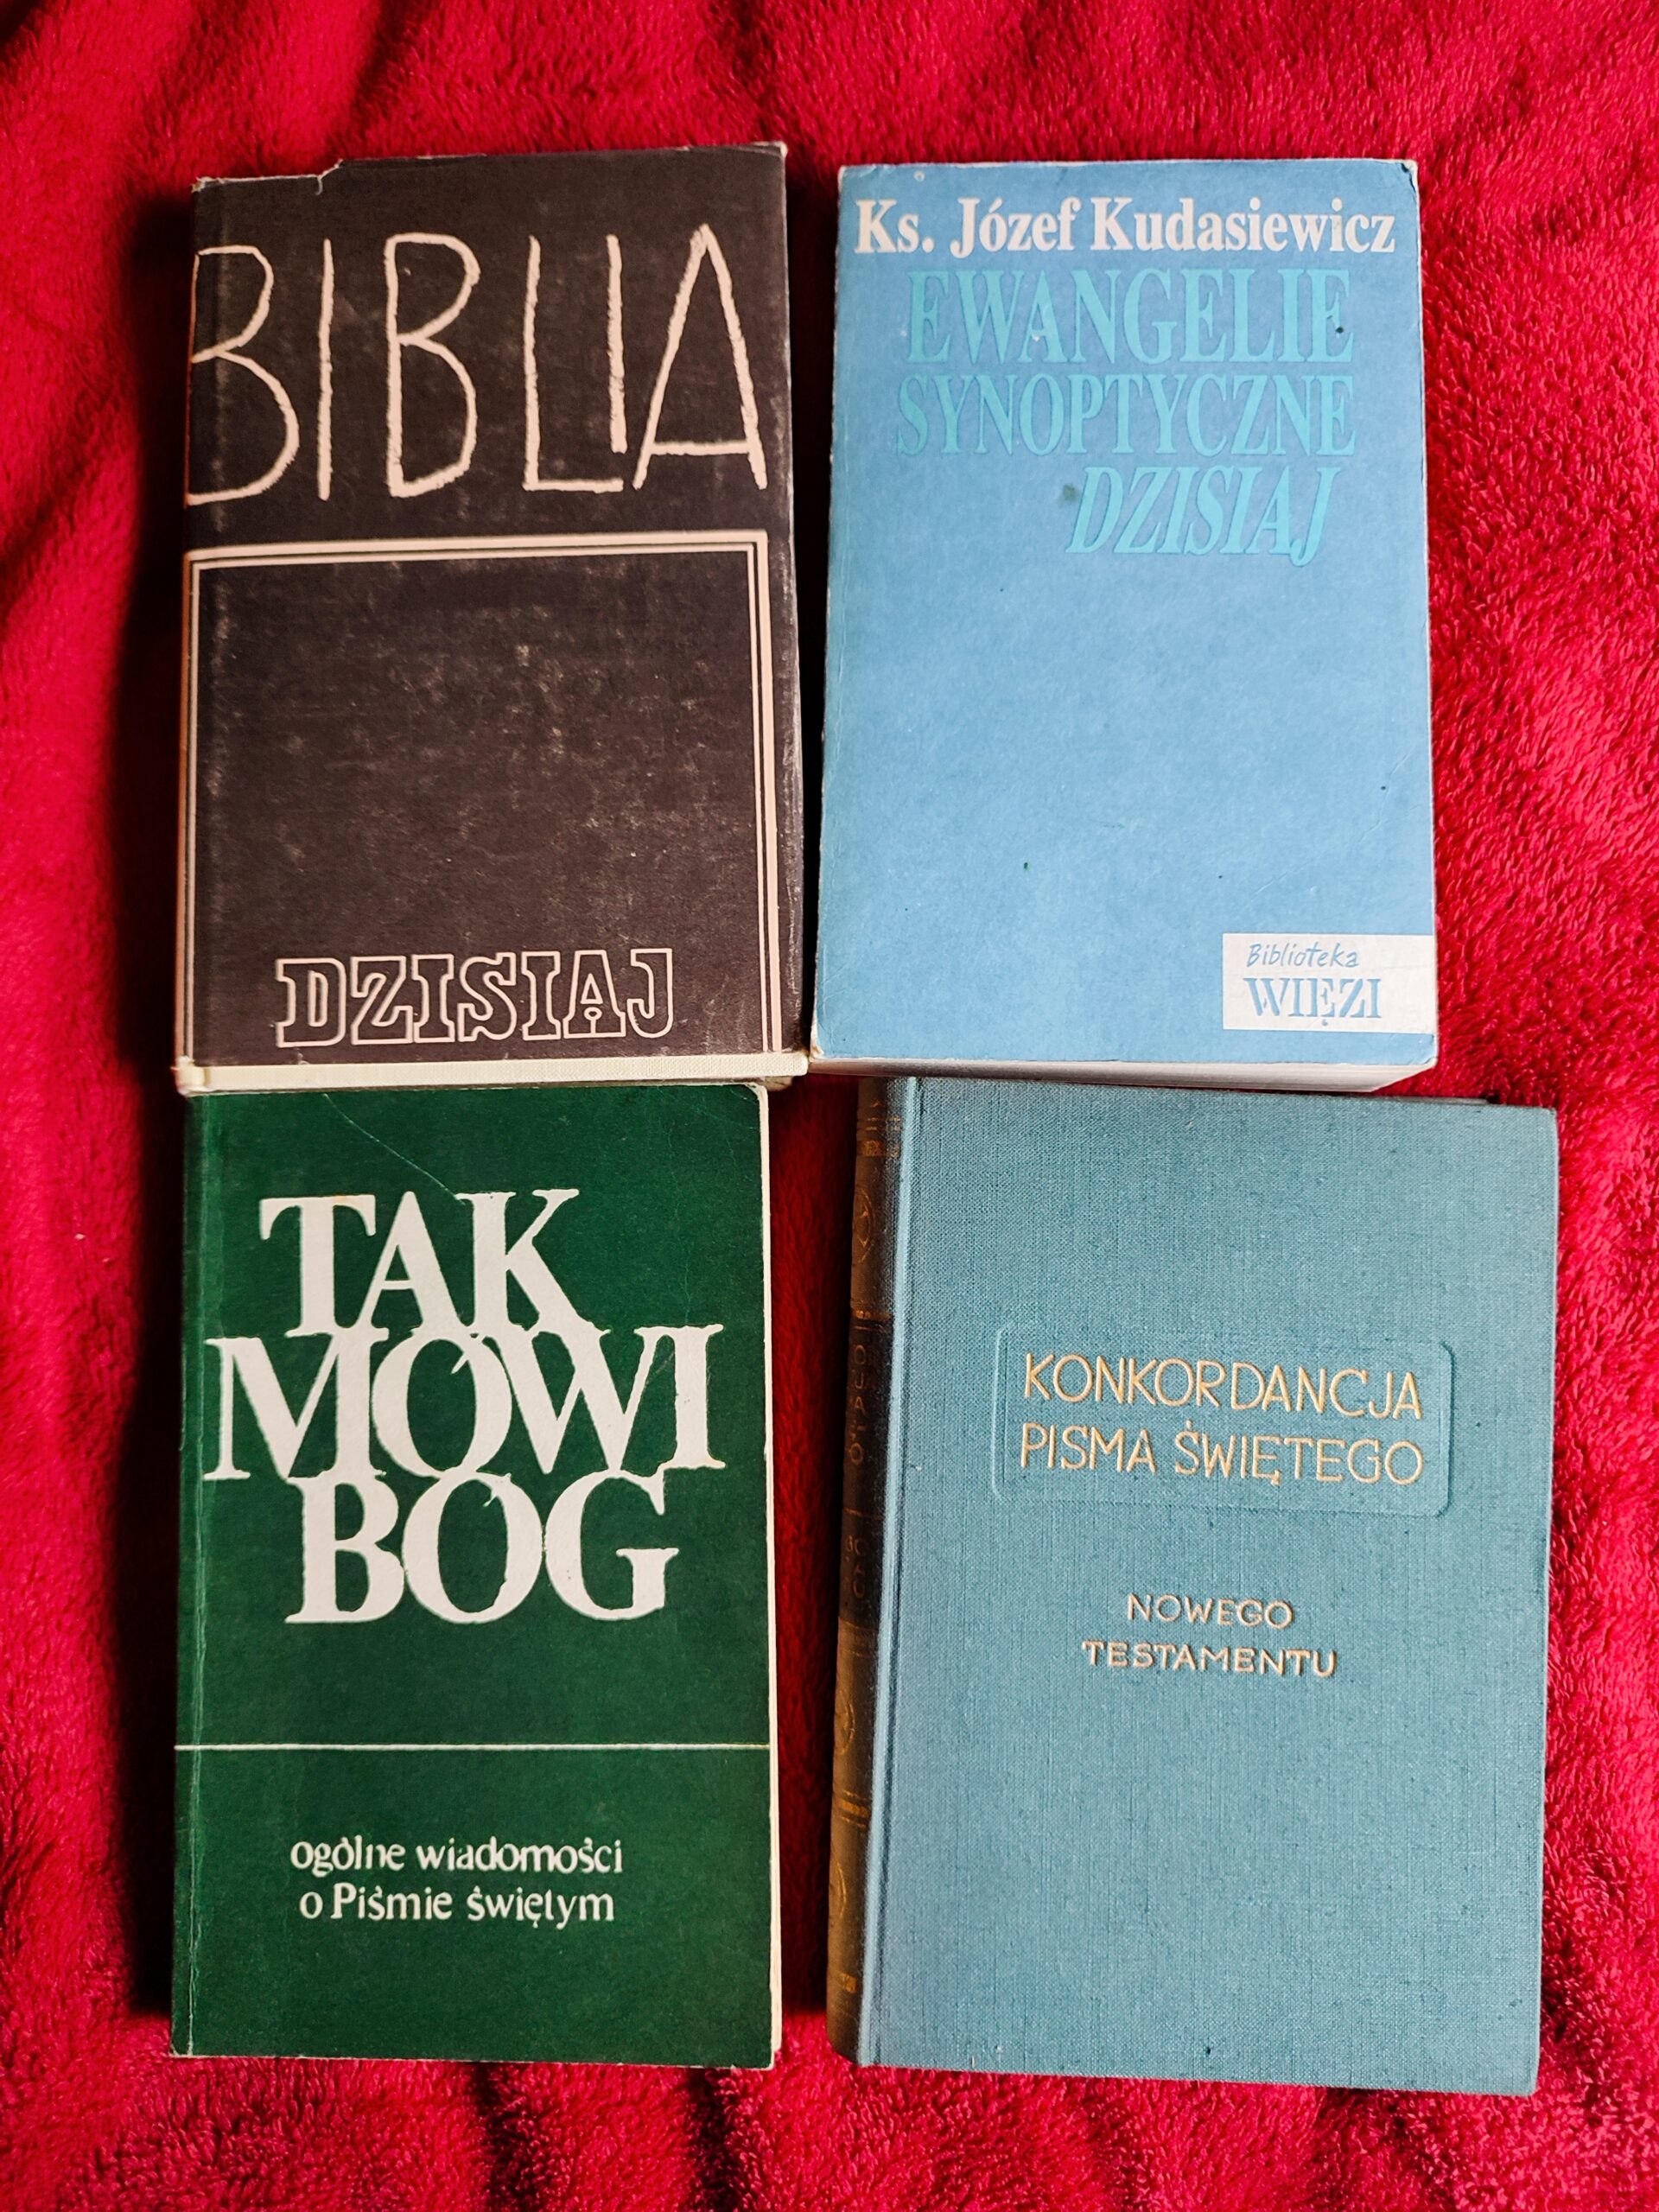 BIBLIA
DZISIAJ
Ks. Józef Kudasiewicz
EWANGELIE
SYNOPTYCZNE
DZISIAJ
Biblioteka
WIĘZI
TAK
MÓWI
BÓG
ogólne wiadomości
o Piśmie świętym
KONKORDANCJA
PISMA ŚWIĘTEGO
NOWEGO
TESTAMENTU